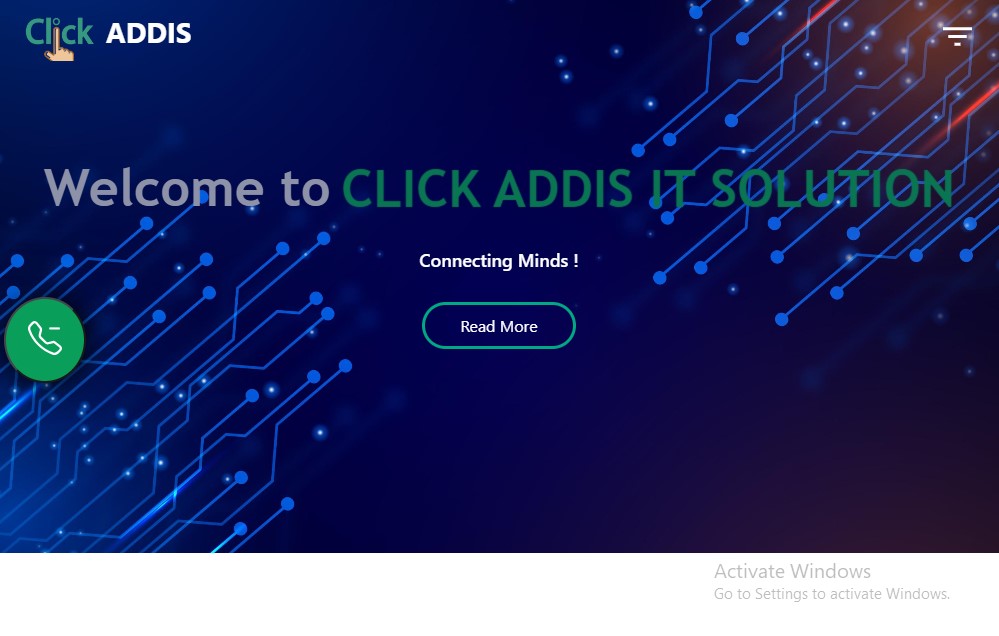 Click ADDIS
Welcome to CLICK ADDIS IT SOLUTION
Connecting Minds !
Read More
Activate Windows
Go to Settings to activate Windows.